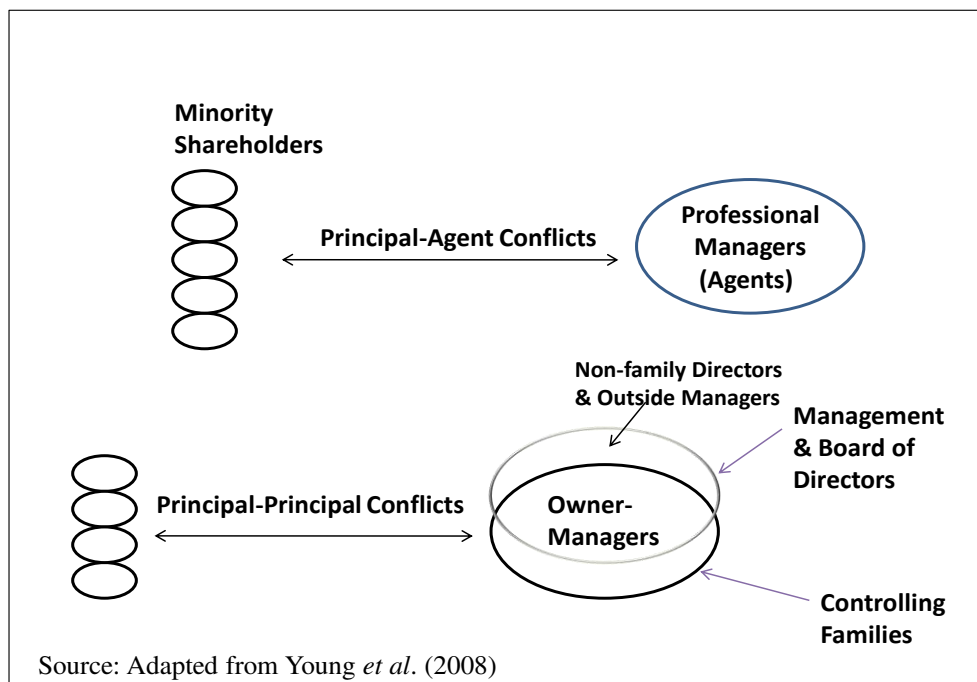 Minority
Shareholders
Principal-Agent Conflicts
Professional
Managers
(Agents)
Non-family Directors
& Outside Managers
Management
& Board of
Directors
Principal-Principal Conflicts
Owner-
Managers
Controlling
Families
Source: Adapted from Young et al. (2008)